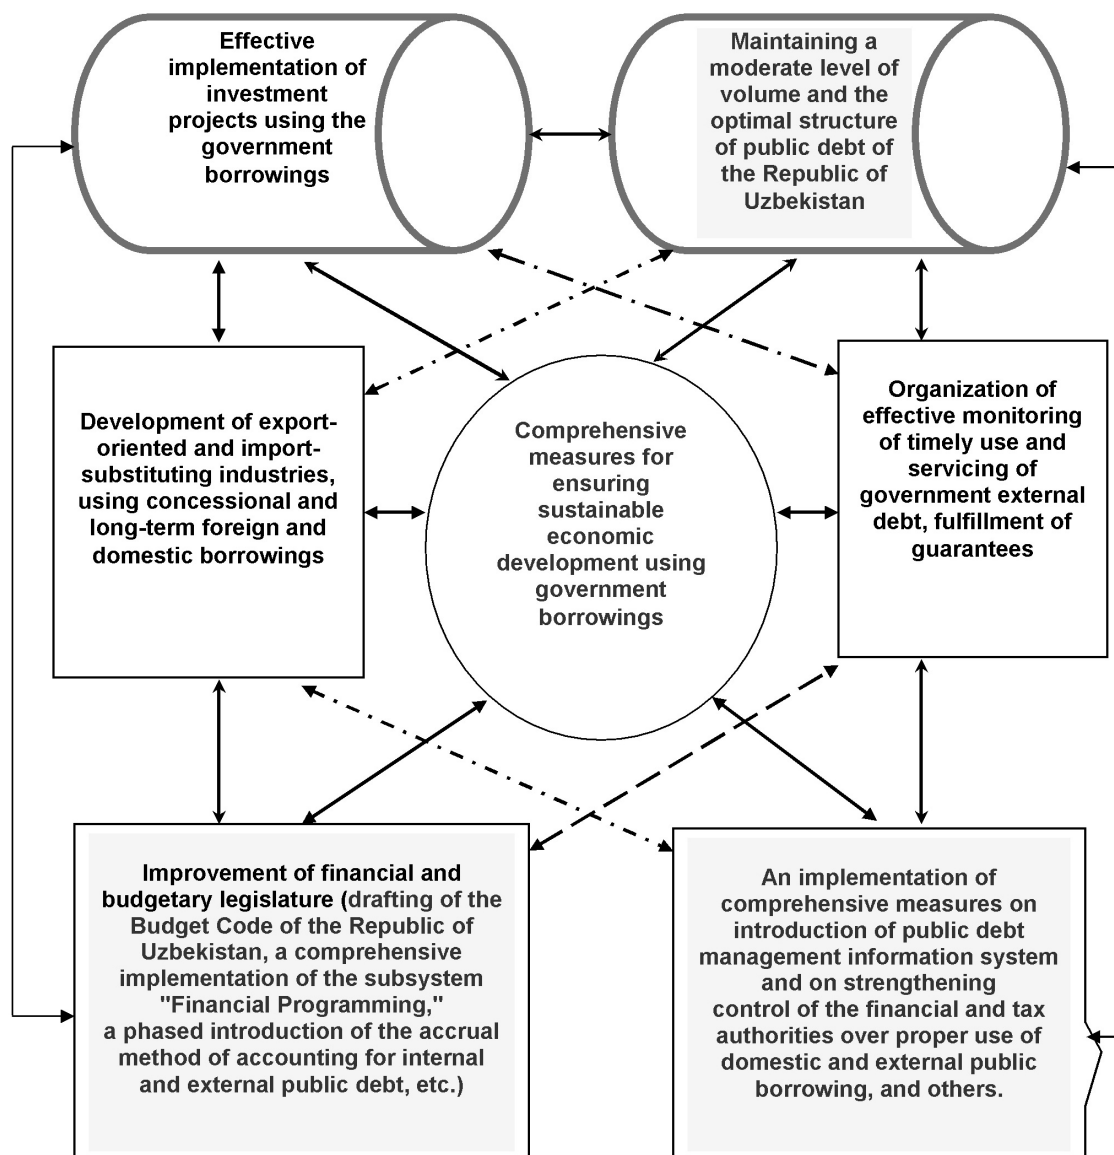 Effective
implementation of
investment
projects using the
government
borrowings
Maintaining a
moderate level of
volume and the
optimal structure
of public debt of
the Republic of
Uzbekistan
Development of export-
oriented and import-
substituting industries,
using concessional and
long-term foreign and
domestic borrowings
Comprehensive
measures for
ensuring
sustainable
economic
development using
government
borrowings
Organization of
effective monitoring
of timely use and
servicing of
government external
debt, fulfillment of
guarantees
Improvement of financial and
budgetary legislature (drafting of the
Budget Code of the Republic of
Uzbekistan, a comprehensive
implementation of the subsystem
"Financial Programming,"
a phased introduction of the accrual
method of accounting for internal
and external public debt, etc.)
An implementation of
comprehensive measures on
introduction of public debt
management information system
and on strengthening
control of the financial and tax
authorities over proper use of
domestic and external public
borrowing, and others.